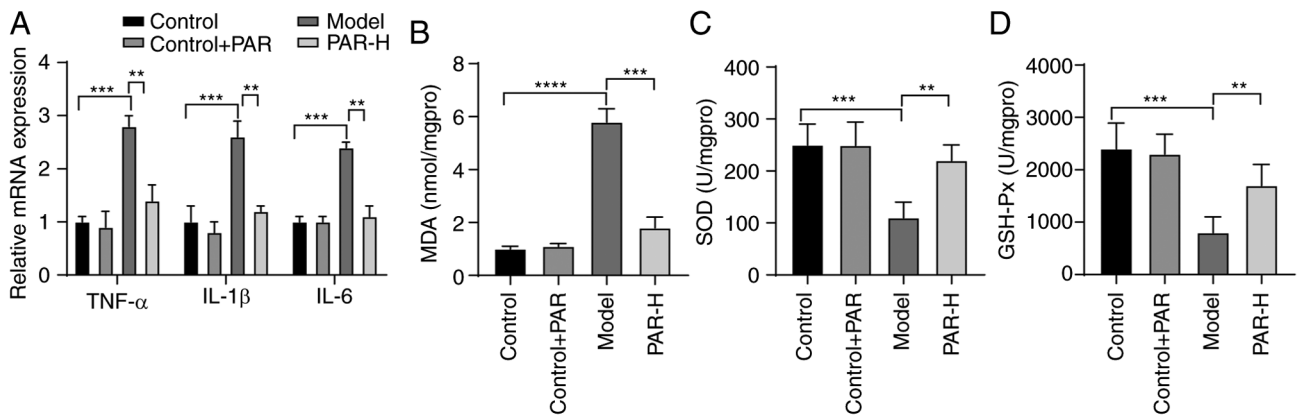 A
Control
Model
Control+PAR
PAR-H
Relative mRNA expression
4
3
2
1
0
***
**
***
**
***
**
TNF-α
IL-1β
IL-6
B
MDA (nmol/mgpro)
8
6
4
2
0
****
***
Control
Control+PAR
Model
PAR-H
C
SOD (U/mgpro)
400
300
200
100
0
***
**
Control
Control+PAR
Model
PAR-H
D
GSH-Px (U/mgpro)
4000
3000
2000
1000
0
***
**
Control
Control+PAR
Model
PAR-H